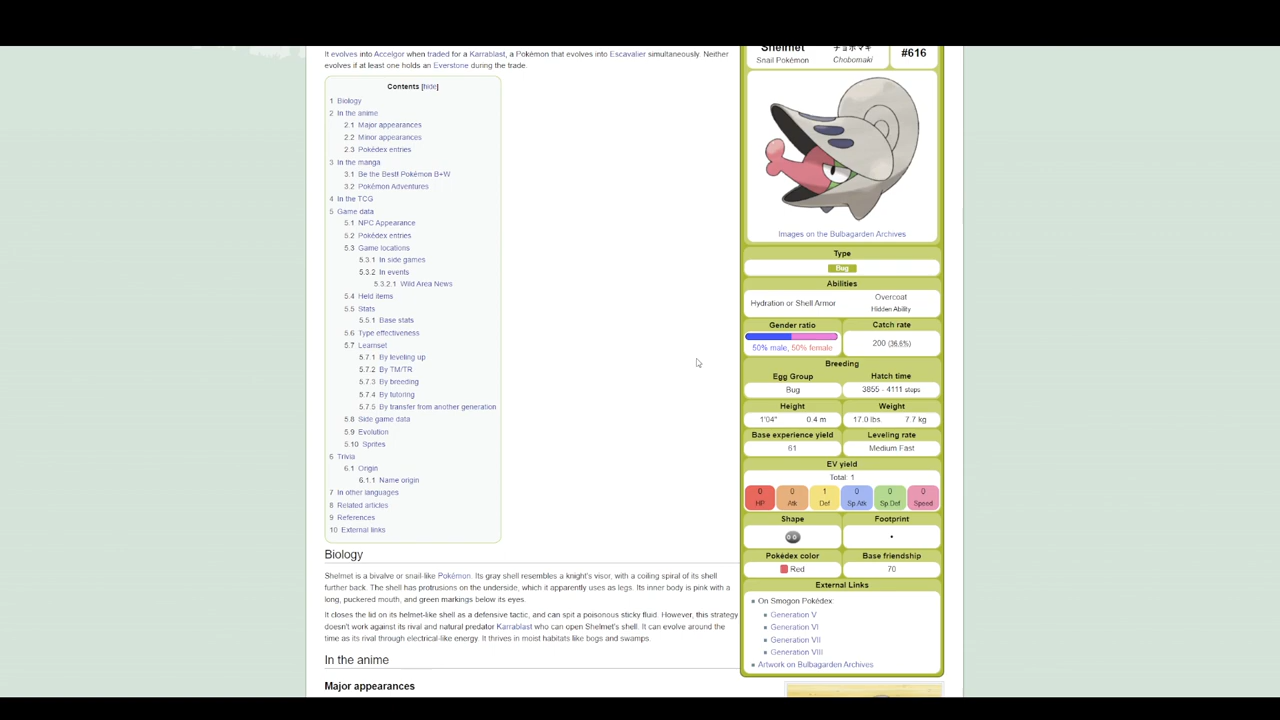 It evolves into Accelgor when traded for a Karrablast, a Pokémon that evolves into Escavalier simultaneously. Neither
evolves if at least one holds an Everstone during the trade.
Contents [hide]
1 Biology
2 In the anime
2.1 Major appearances
2.2 Minor appearances
2.3 Pokédex entries
3 In the manga
3.1 Be the Best! Pokémon B+W
3.2 Pokémon Adventures
4 In the TCG
5 Game data
5.1 NPC Appearance
5.2 Pokédex entries
5.3 Game locations
5.3.1 In side games
5.3.2 In events
5.3.2.1 Wild Area News
5.4 Held items
5.5 Stats
5.5.1 Base stats
5.6 Type effectiveness
5.7 Learnset
5.7.1 By leveling up
5.7.2 By TM/TR
5.7.3 By breeding
5.7.4 By tutoring
5.7.5 By transfer from another generation
5.8 Side game data
5.9 Evolution
5.10 Sprites
6 Trivia
6.1 Origin
6.1.1 Name origin
7 In other languages
8 Related articles
9 References
10 External links
Biology
Shelmet is a bivalve or snail-like Pokémon. Its gray shell resembles a knight's visor, with a coiling spiral of its shell
further back. The shell has protrusions on the underside, which it apparently uses as legs. Its inner body is pink with a
long, puckered mouth, and green markings below its eyes.
It closes the lid on its helmet-like shell as a defensive tactic, and can spit a poisonous sticky fluid. However, this strategy
doesn't work against its rival and natural predator Karrablast who can open Shelmet's shell. It can evolve around the
time as its rival through electrical-like energy. It thrives in moist habitats like bogs and swamps.
In the anime
Major appearances
Shelmet チョボマキ #616
Snail Pokémon Chobomaki
Images on the Bulbagarden Archives
Type
Bug
Abilities
Hydration or Shell Armor Overcoat
Hidden Ability
Gender ratio Catch rate
50% male, 50% female 200 (36.6%)
Breeding
Egg Group Hatch time
Bug 3855 - 4111 steps
Height Weight
1'04" 0.4 m 17.0 lbs 7.7 kg
Base experience yield Leveling rate
61 Medium Fast
EV yield
Total: 1
0 0 1 0 0 0
HP Atk Def Sp.Atk Sp.Def Speed
Shape Footprint
Pokédex color Base friendship
Red 70
External Links
On Smogon Pokédex:
Generation V
Generation VI
Generation VII
Generation VIII
Artwork on Bulbagarden Archives